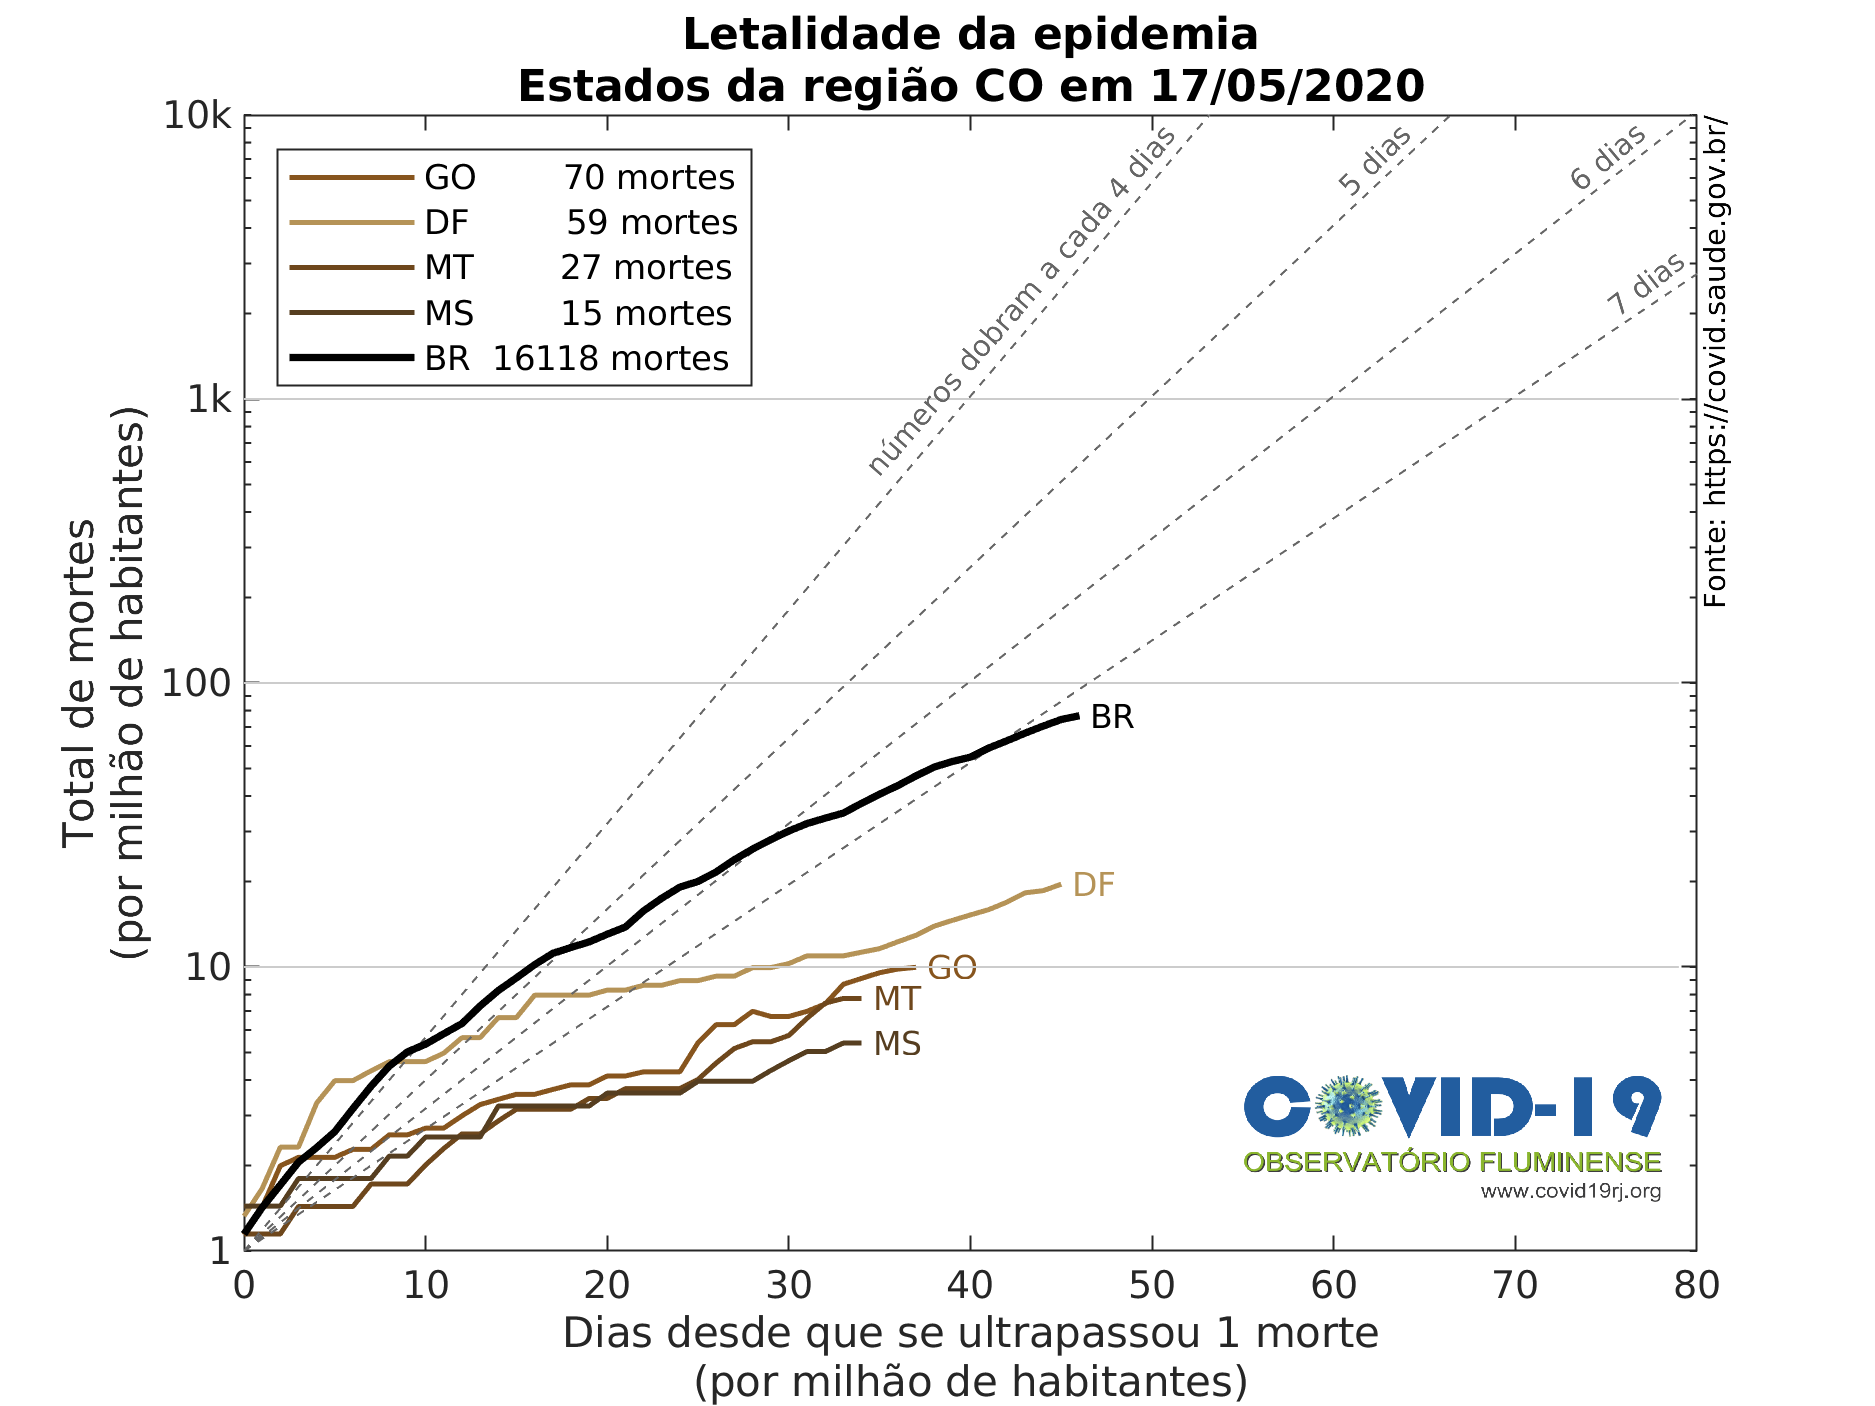 Letalidade da epidemia
Estados da região CO em 17/05/2020
10k
1k
100
10
1
Total de mortes
(por milhão de habitantes)
GO 70 mortes
DF 59 mortes
MT 27 mortes
MS 15 mortes
BR 16118 mortes
números dobram a cada 4 dias
5 dias
6 dias
7 dias
Fonte: https://covid.saude.gov.br/
BR
DF
GO
MT
MS
COVID-19
OBSERVATÓRIO FLUMINENSE
www.covid19rj.org
0 10 20 30 40 50 60 70 80
Dias desde que se ultrapassou 1 morte
(por milhão de habitantes)